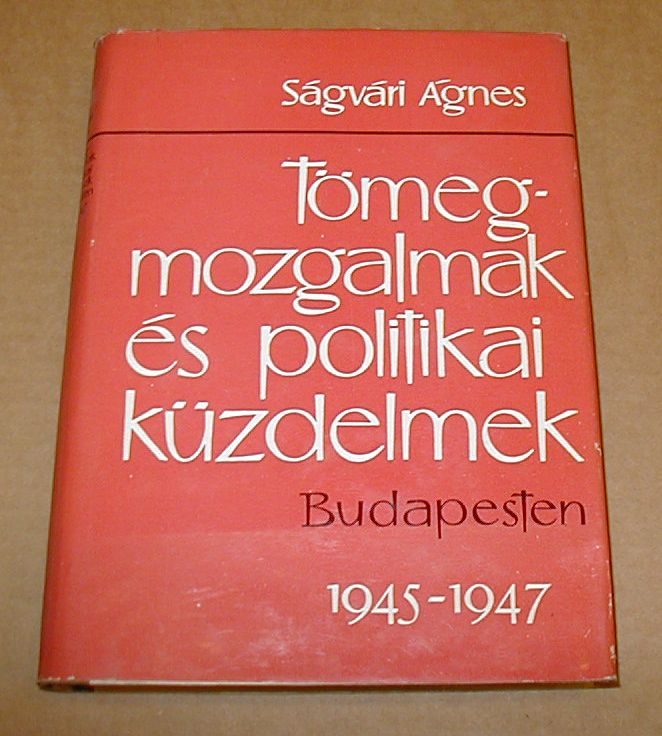 Ságvári Ágnes
Tömeg-
mozgalmak
és politikai
küzdelmek
Budapesten
1945-1947